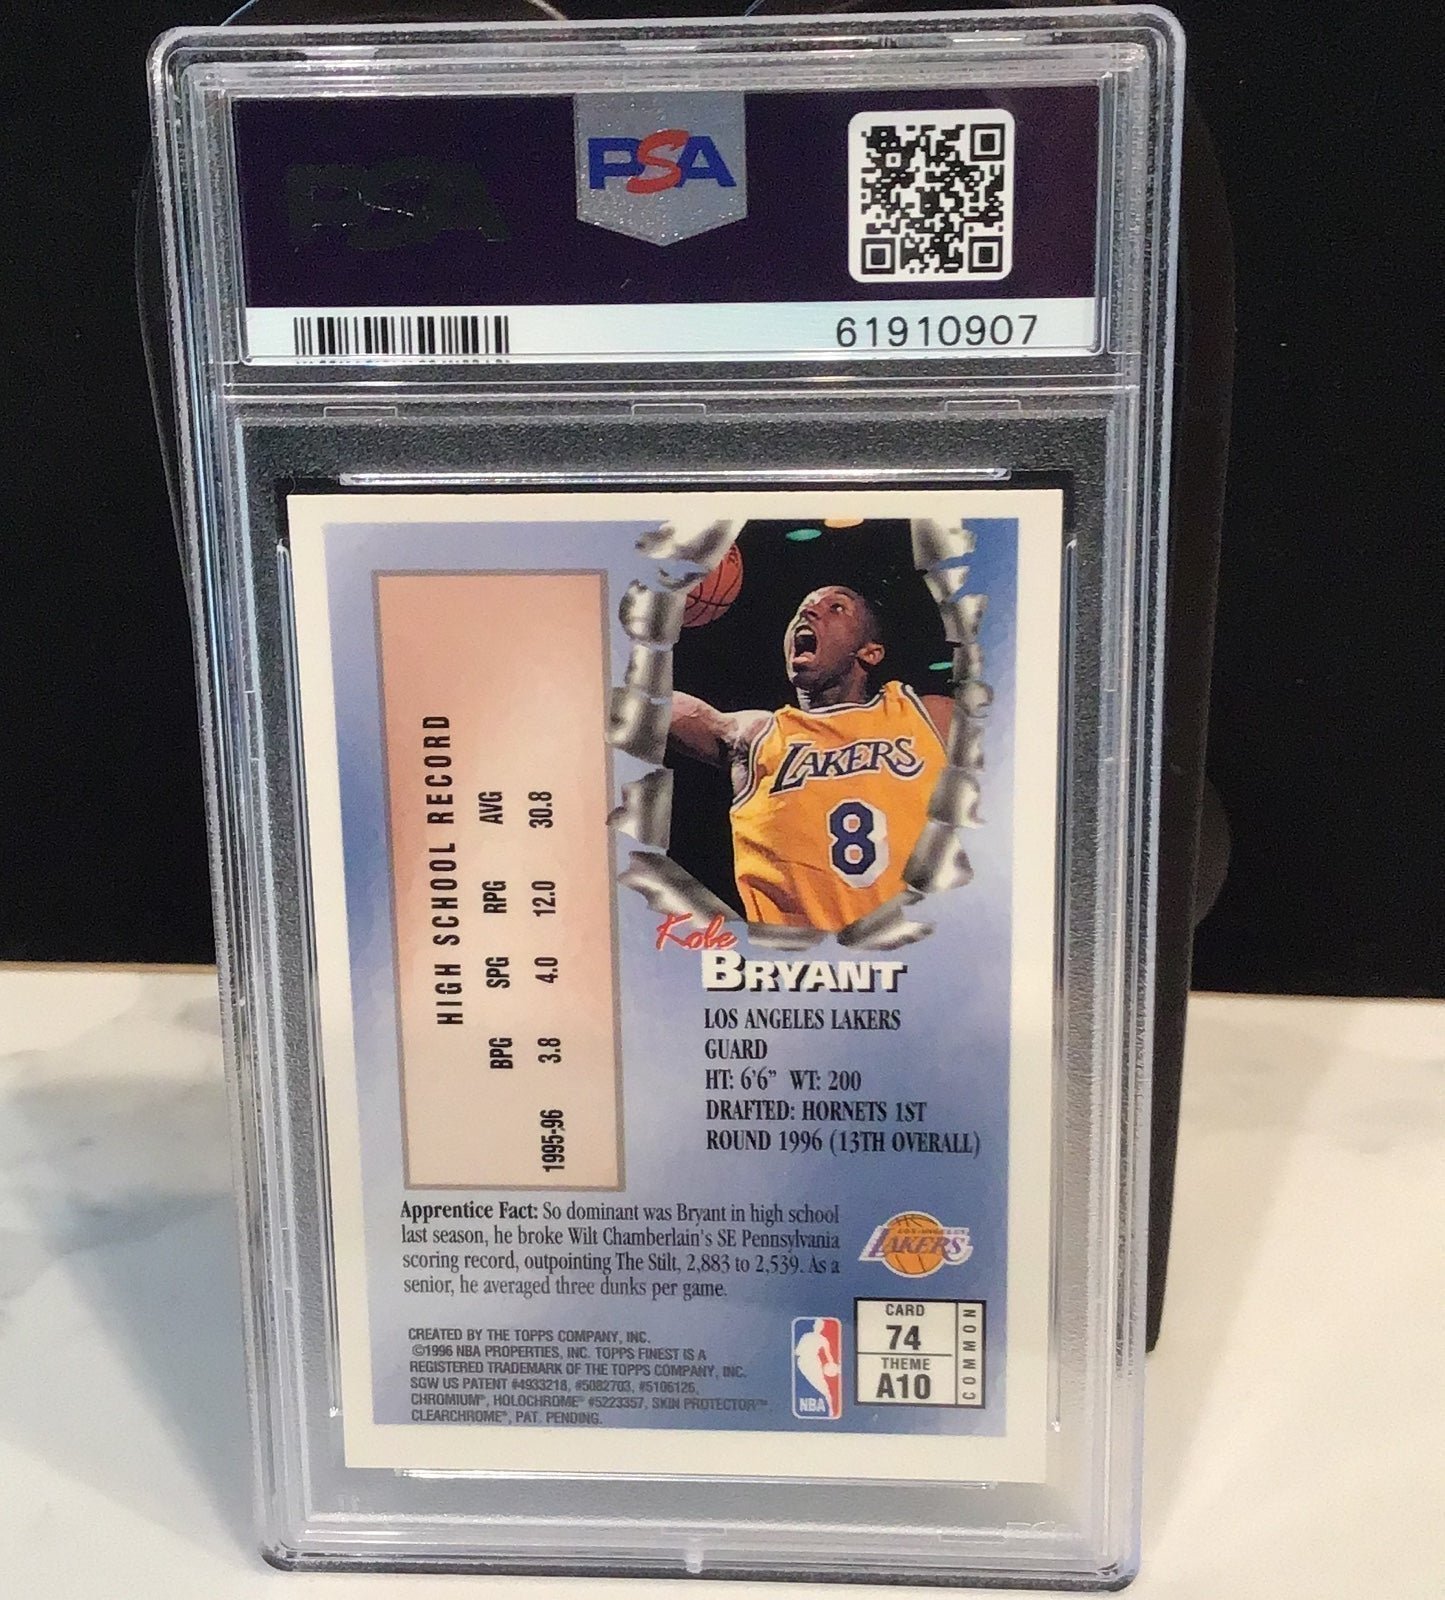 PSA
PSA
61910907
HIGH SCHOOL RECORD
BPG SPG RPG AVG
1995-96 3.8 4.0 12.0 30.8
LAKERS
8
Kobe
BRYANT
LOS ANGELES LAKERS
GUARD
HT: 6'6" WT: 200
DRAFTED: HORNETS 1ST
ROUND 1996 (13TH OVERALL)
Apprentice Fact: So dominant was Bryant in high school
last season, he broke Wilt Chamberlain's SE Pennsylvania
scoring record, outpointing The Stilt, 2,883 to 2,539. As a
senior, he averaged three dunks per game.
LOS ANGELES
LAKERS
CREATED BY THE TOPPS COMPANY, INC.
©1996 NBA PROPERTIES, INC. TOPPS FINEST IS A
REGISTERED TRADEMARK OF THE TOPPS COMPANY, INC.
SGW US PATENT #4933218, #5082703, #5106126,
CHROMIUM®, HOLOCHROME® #5223357, SKIN PROTECTOR™,
CLEARCHROME®, PAT. PENDING.
NBA
CARD
74
THEME
A10
COMMON